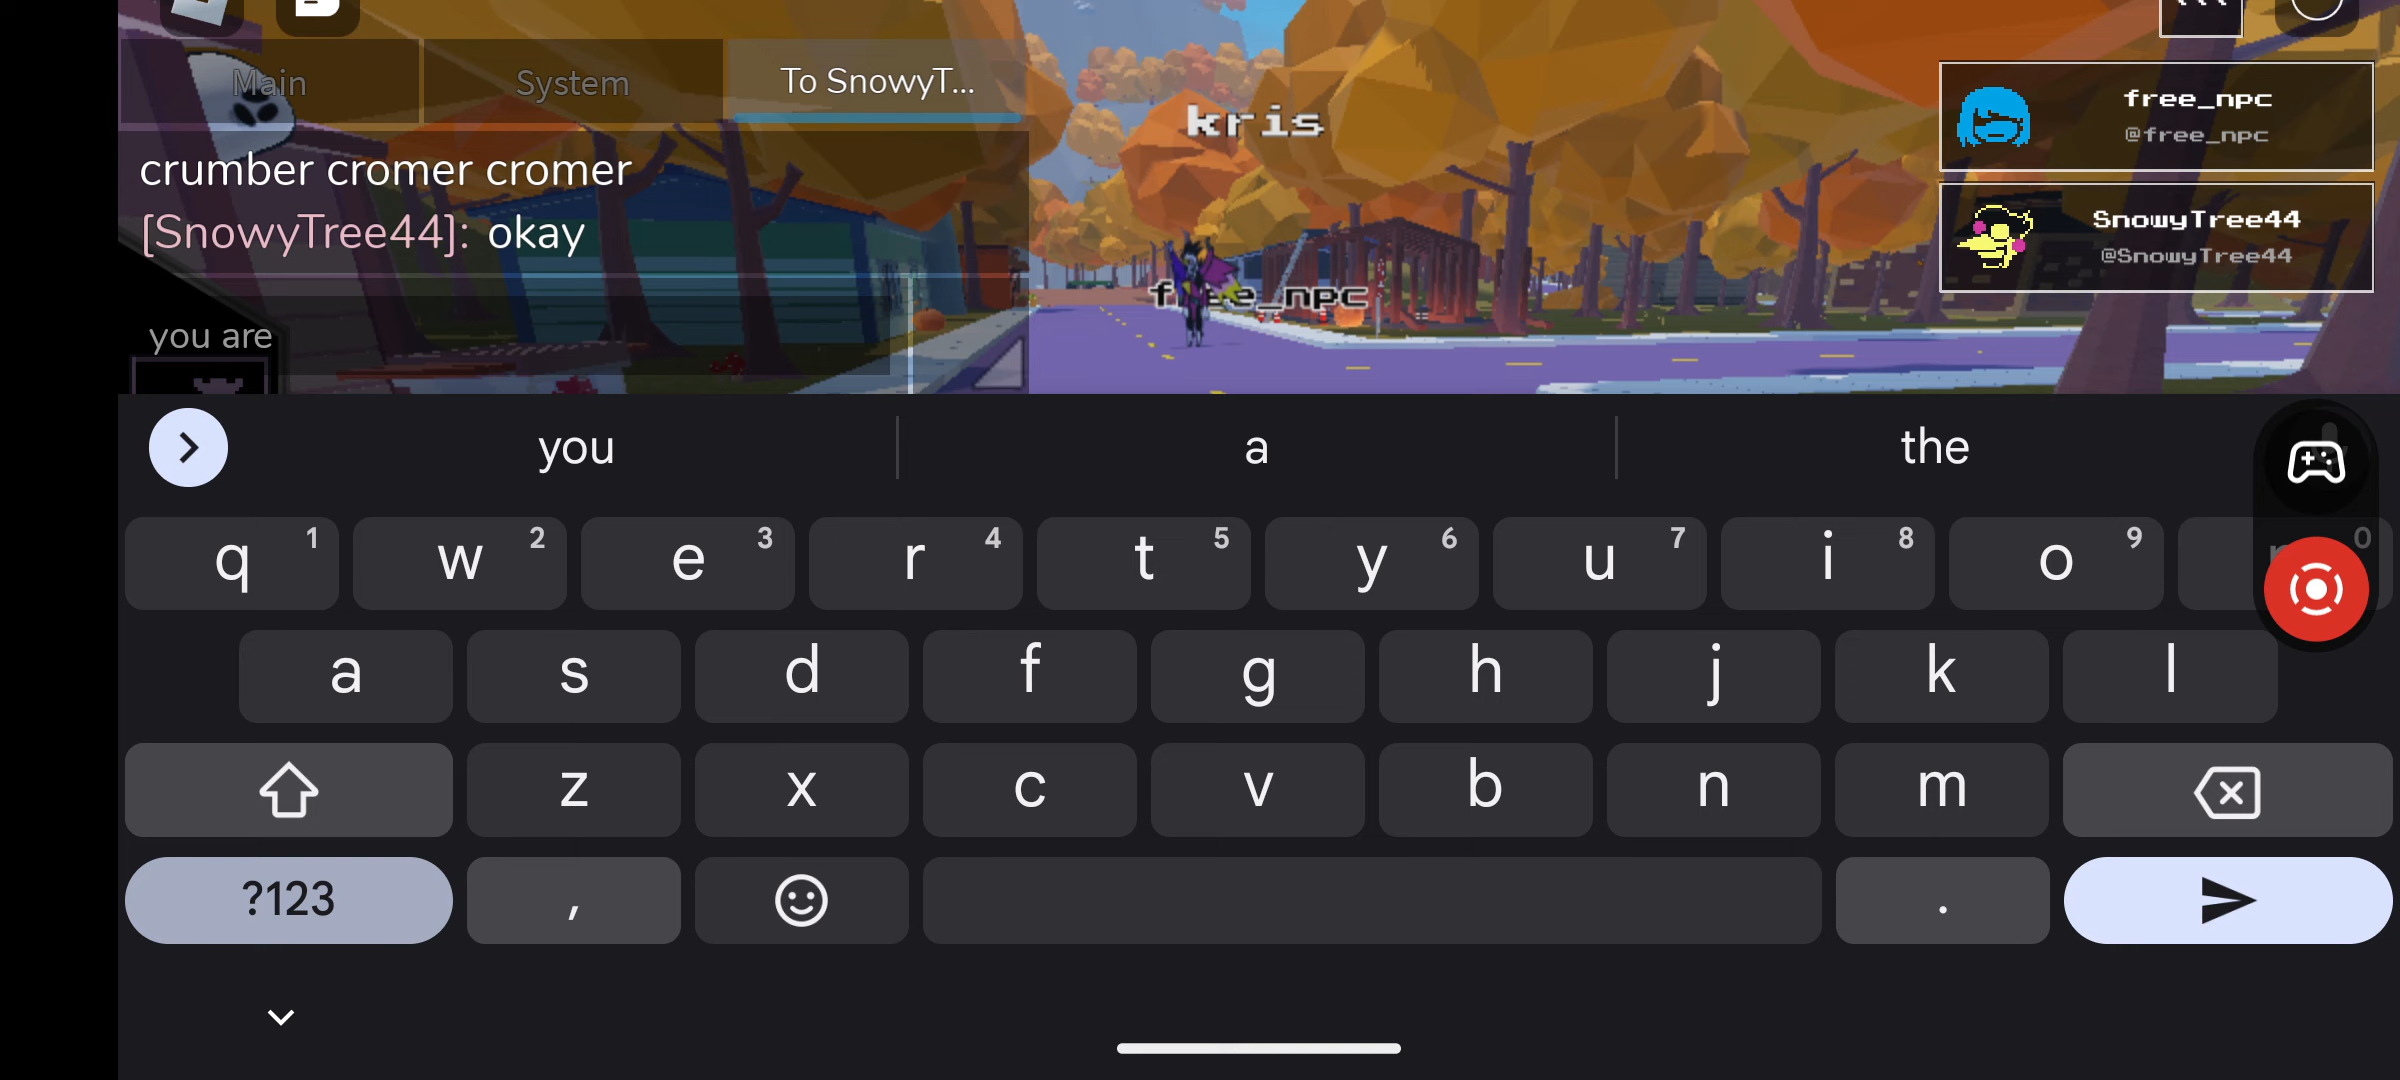 Main
System
To SnowyT...
crumber cromer cromer
[SnowyTree44]: okay
you are
kris
free_npc
free_npc
@free_npc
SnowyTree44
@SnowyTree44
you
a
the
q 1 w 2 e 3 r 4 t 5 y 6 u 7 i 8 o 9 p 0
a s d f g h j k l
z x c v b n m
?123 , .